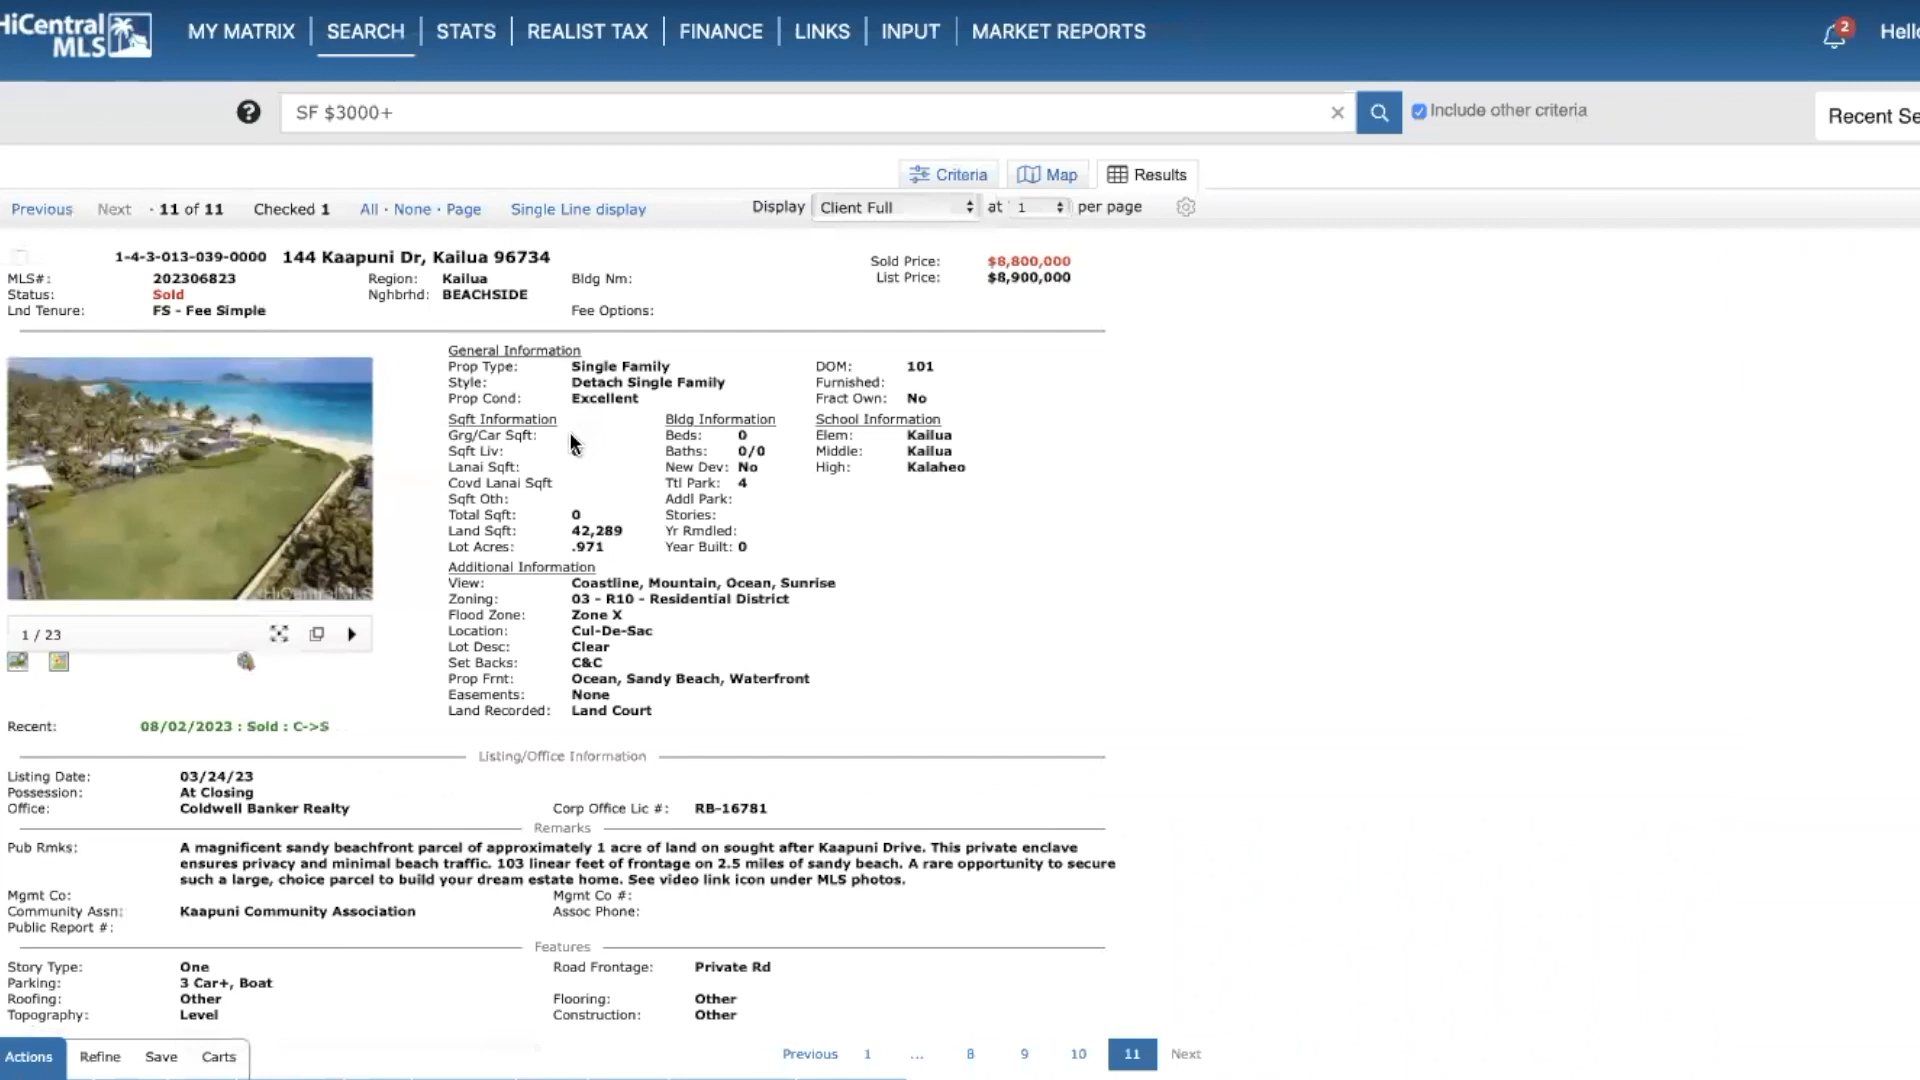 HiCentral MLS
MY MATRIX SEARCH STATS REALIST TAX FINANCE LINKS INPUT MARKET REPORTS 2
SF $3000+ Include other criteria
Criteria Map Results
Previous Next · 11 of 11 Checked 1 All · None · Page Single Line display Display Client Full at 1 per page
1-4-3-013-039-0000 144 Kaapuni Dr, Kailua 96734 Sold Price: $8,800,000
MLS#: 202306823 Region: Kailua Bldg Nm: List Price: $8,900,000
Status: Sold Nghbrhd: BEACHSIDE
Lnd Tenure: FS - Fee Simple Fee Options:
General Information
Prop Type: Single Family DOM: 101
Style: Detach Single Family Furnished:
Prop Cond: Excellent Fract Own: No
Sqft Information Bldg Information School Information
Grg/Car Sqft: Beds: 0 Elem: Kailua
Sqft Liv: Baths: 0/0 Middle: Kailua
Lanai Sqft: New Dev: No High: Kalaheo
Covd Lanai Sqft Ttl Park: 4
Sqft Oth: Addl Park:
Total Sqft: 0 Stories:
Land Sqft: 42,289 Yr Rmdled:
Lot Acres: .971 Year Built: 0
Additional Information
View: Coastline, Mountain, Ocean, Sunrise
Zoning: 03 - R10 - Residential District
HiCentralMLS
Flood Zone: Zone X
1 / 23 Location: Cul-De-Sac
Lot Desc: Clear
Set Backs: C&C
Prop Frnt: Ocean, Sandy Beach, Waterfront
Easements: None
Land Recorded: Land Court
Recent: 08/02/2023 : Sold : C->S
Listing/Office Information
Listing Date: 03/24/23
Possession: At Closing
Office: Coldwell Banker Realty Corp Office Lic #: RB-16781
Remarks
Pub Rmks: A magnificent sandy beachfront parcel of approximately 1 acre of land on sought after Kaapuni Drive. This private enclave
ensures privacy and minimal beach traffic. 103 linear feet of frontage on 2.5 miles of sandy beach. A rare opportunity to secure
such a large, choice parcel to build your dream estate home. See video link icon under MLS photos.
Mgmt Co: Mgmt Co #:
Community Assn: Kaapuni Community Association Assoc Phone:
Public Report #:
Features
Story Type: One Road Frontage: Private Rd
Parking: 3 Car+, Boat
Roofing: Other Flooring: Other
Topography: Level Construction: Other
Actions Refine Save Carts Previous 1 ... 8 9 10 11 Next